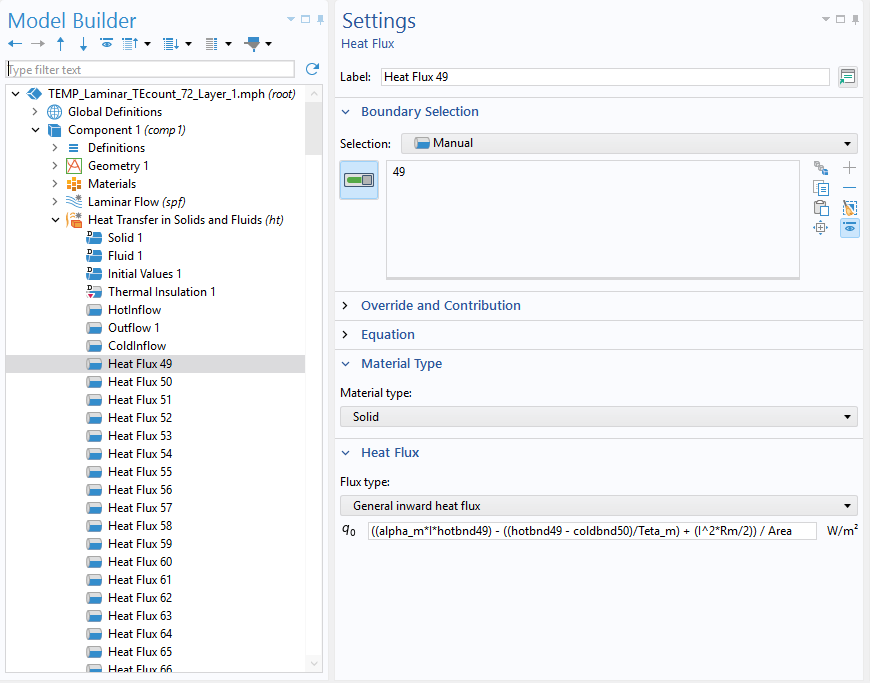 Model Builder
Type filter text
TEMP_Laminar_TEcount_72_Layer_1.mph (root)
Global Definitions
Component 1 (comp1)
Definitions
Geometry 1
Materials
Laminar Flow (spf)
Heat Transfer in Solids and Fluids (ht)
Solid 1
Fluid 1
Initial Values 1
Thermal Insulation 1
HotInflow
Outflow 1
ColdInflow
Heat Flux 49
Heat Flux 50
Heat Flux 51
Heat Flux 52
Heat Flux 53
Heat Flux 54
Heat Flux 55
Heat Flux 56
Heat Flux 57
Heat Flux 58
Heat Flux 59
Heat Flux 60
Heat Flux 61
Heat Flux 62
Heat Flux 63
Heat Flux 64
Heat Flux 65
Heat Flux 66
Settings
Heat Flux
Label: Heat Flux 49
Boundary Selection
Selection: Manual
49
Override and Contribution
Equation
Material Type
Material type:
Solid
Heat Flux
Flux type:
General inward heat flux
q₀ ((alpha_m*I*hotbnd49) - ((hotbnd49 - coldbnd50)/Teta_m) + (I^2*Rm/2)) / Area W/m²